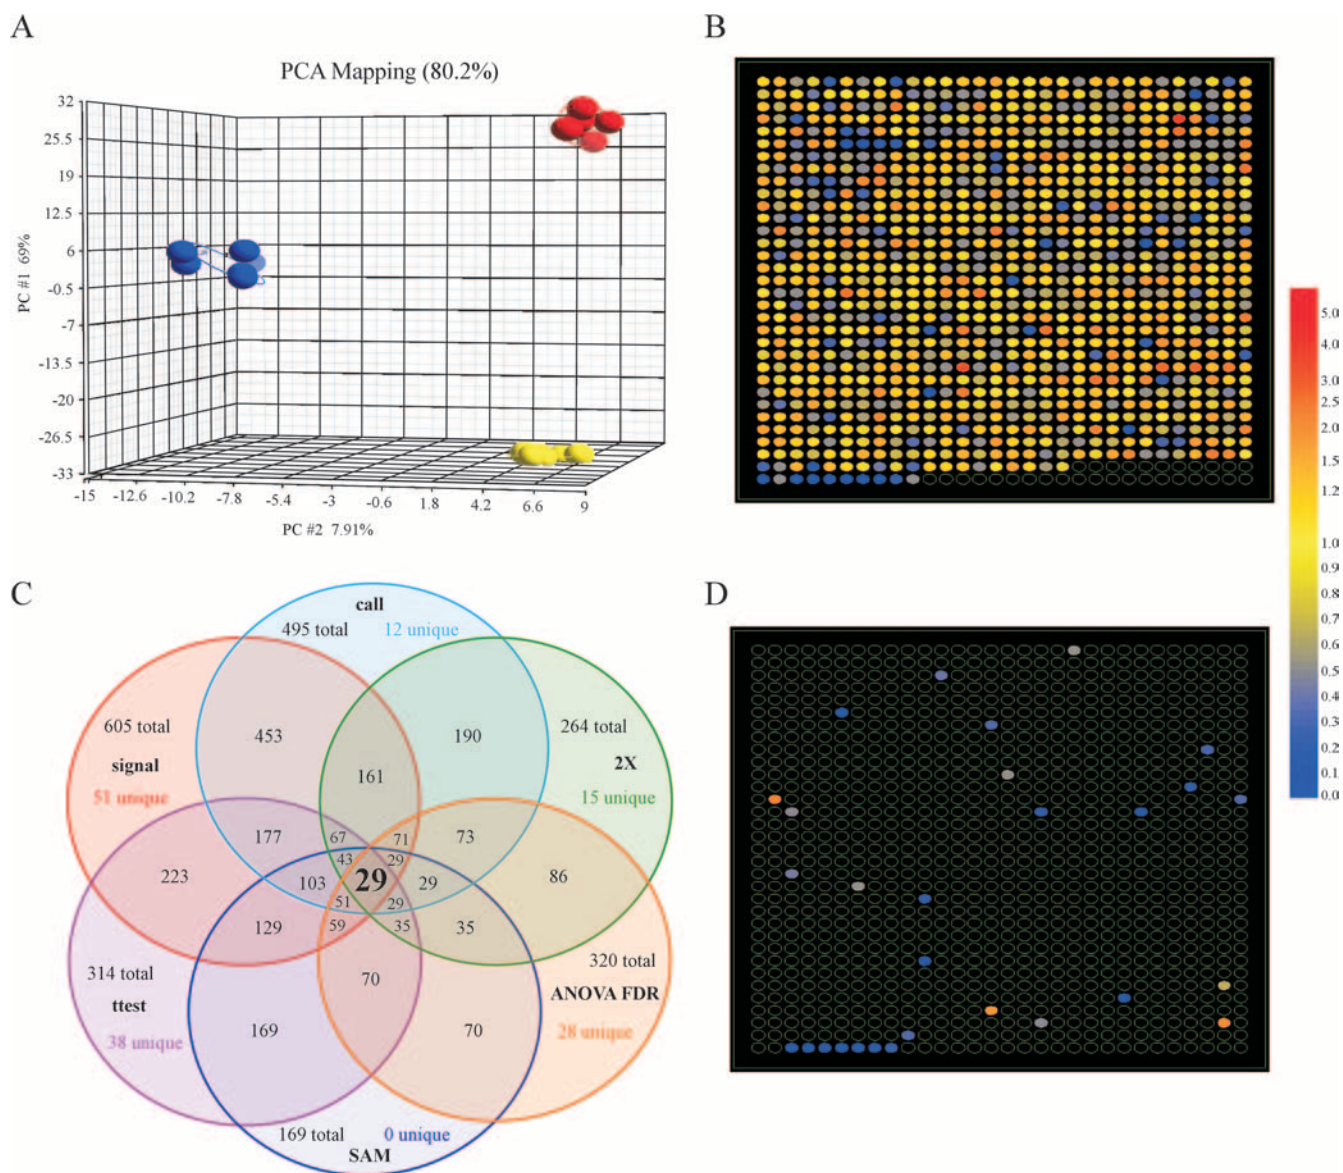 A
PCA Mapping (80.2%)
32
25.5
19
12.5
6
-0.5
-7
-13.5
-20
-26.5
-33
PC #1 69%
-15 -12.6 -10.2 -7.8 -5.4 -3 -0.6 1.8 4.2 6.6 9
PC #2 7.91%
B
5.0
4.0
3.0
2.5
2.0
1.5
1.2
1.0
0.9
0.8
0.7
0.6
0.5
0.4
0.3
0.2
0.1
0.0
C
call
495 total 12 unique
605 total
signal
51 unique
264 total
2X
15 unique
453
190
161
177
67
71
73
223
43
29
86
103
29
29
51
29
129
59
35
35
314 total
ttest
38 unique
320 total
ANOVA FDR
28 unique
70
169
70
169 total 0 unique
SAM
D